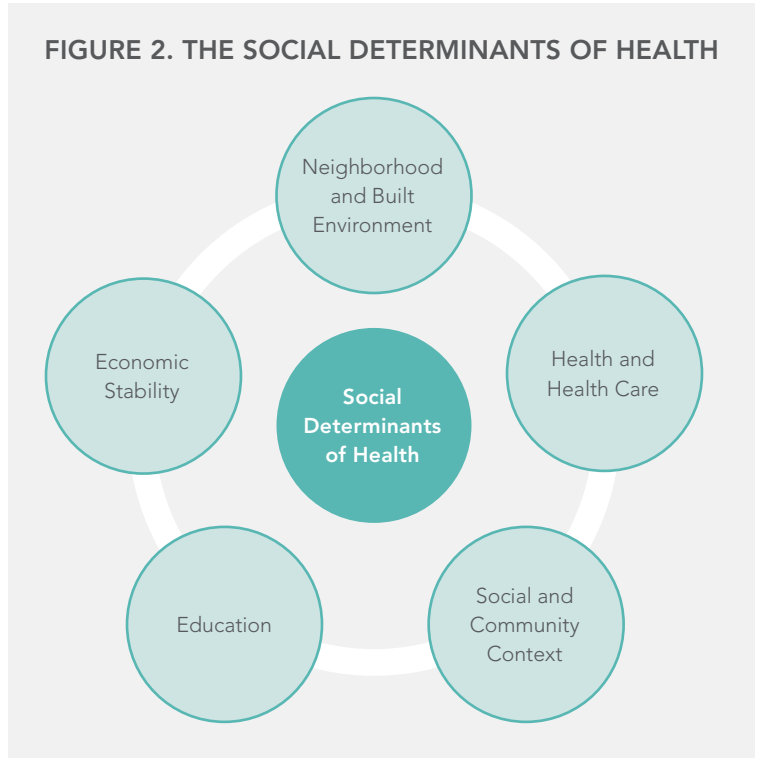 FIGURE 2. THE SOCIAL DETERMINANTS OF HEALTH
Neighborhood
and Built
Environment
Economic
Stability
Health and
Health Care
Social
Determinants
of Health
Education
Social and
Community
Context